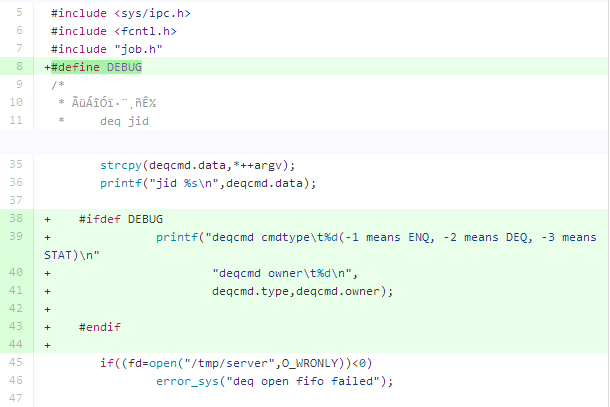 5 #include <sys/ipc.h>
6 #include <fcntl.h>
7 #include "job.h"
8 +#define DEBUG
9 /*
10 * ÃüÁîÓï·¨¸ñÊ½
11 * deq jid
35 strcpy(deqcmd.data,*++argv);
36 printf("jid %s\n",deqcmd.data);
37
38 + #ifdef DEBUG
39 + printf("deqcmd cmdtype\t%d(-1 means ENQ, -2 means DEQ, -3 means
STAT)\n"
40 + "deqcmd owner\t%d\n",
41 + deqcmd.type,deqcmd.owner);
42 +
43 + #endif
44 +
45 if((fd=open("/tmp/server",O_WRONLY))<0)
46 error_sys("deq open fifo failed");
47